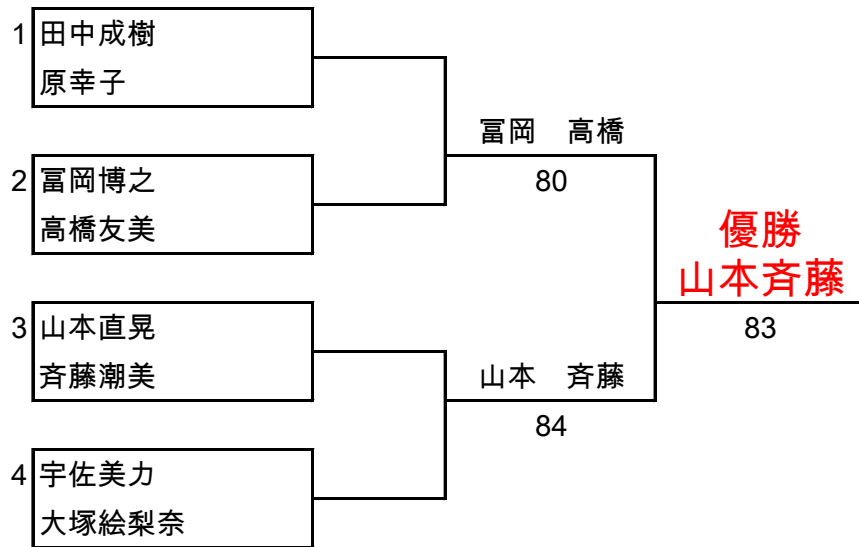 1 田中成樹
原幸子
冨岡 高橋
80
2 冨岡博之
高橋友美
優勝
山本斉藤
83
3 山本直晃
斉藤潮美
山本 斉藤
84
4 宇佐美力
大塚絵梨奈